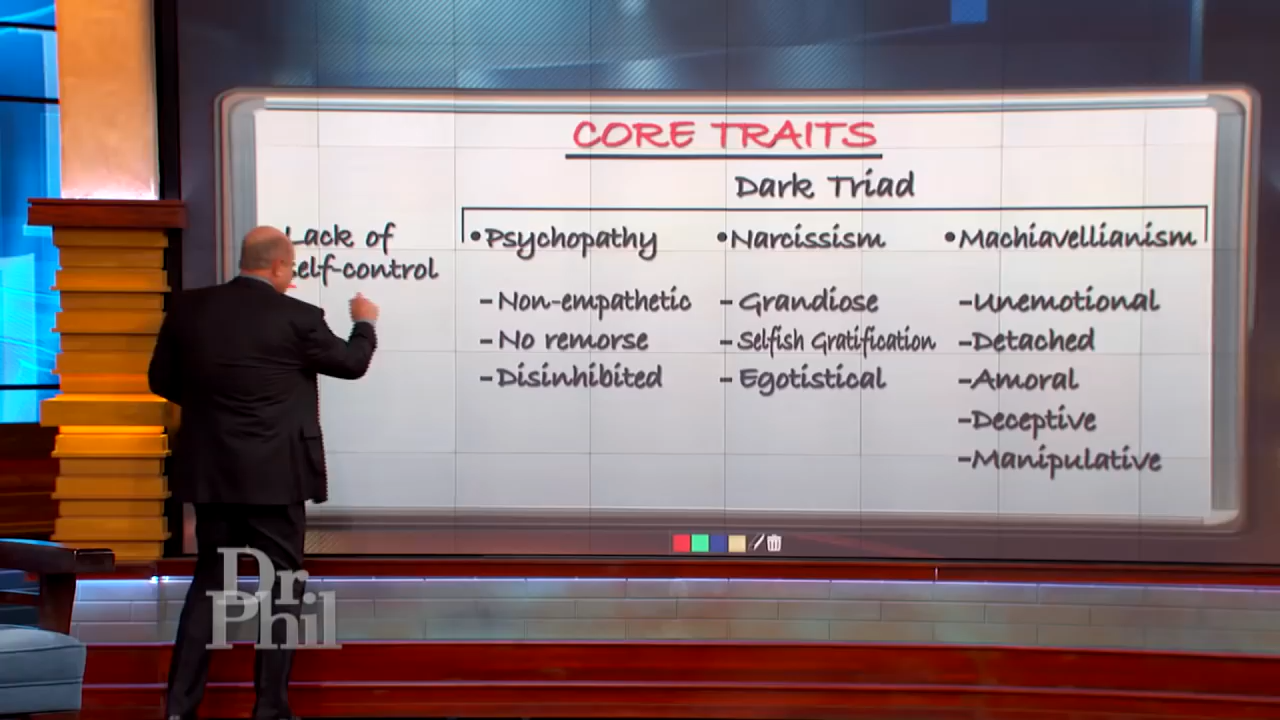 CORE TRAITS
Dark Triad
Lack of
self-control
•Psychopathy
- Non-empathetic
- No remorse
- Disinhibited
•Narcissism
- Grandiose
- Selfish Gratification
- Egotistical
•Machiavellianism
-Unemotional
-Detached
-Amoral
-Deceptive
-Manipulative
Dr.
Phil